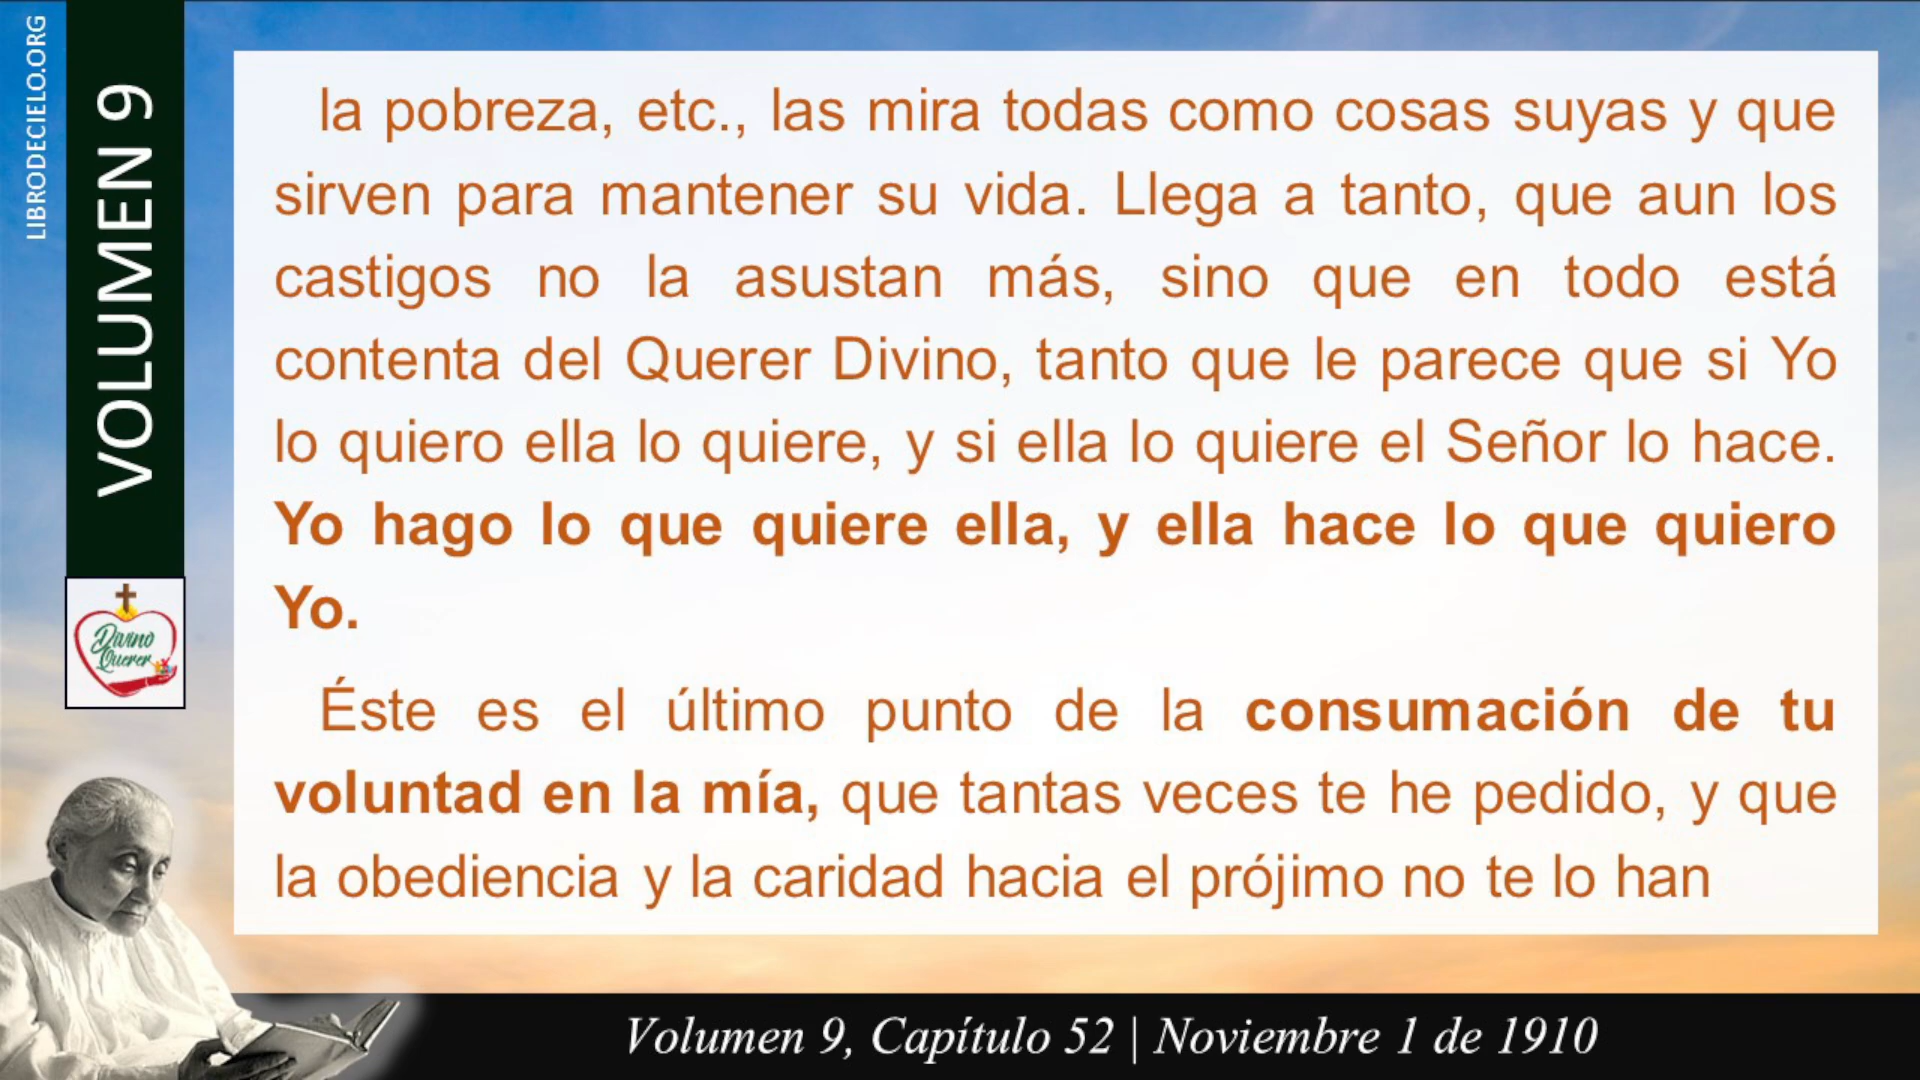 LIBRODECIELO.ORG
VOLUMEN 9
la pobreza, etc., las mira todas como cosas suyas y que
sirven para mantener su vida. Llega a tanto, que aun los
castigos no la asustan más, sino que en todo está
contenta del Querer Divino, tanto que le parece que si Yo
lo quiero ella lo quiere, y si ella lo quiere el Señor lo hace.
Yo hago lo que quiere ella, y ella hace lo que quiero
Yo.
Éste es el último punto de la consumación de tu
voluntad en la mía, que tantas veces te he pedido, y que
la obediencia y la caridad hacia el prójimo no te lo han
Divino
Querer
Volumen 9, Capítulo 52 | Noviembre 1 de 1910